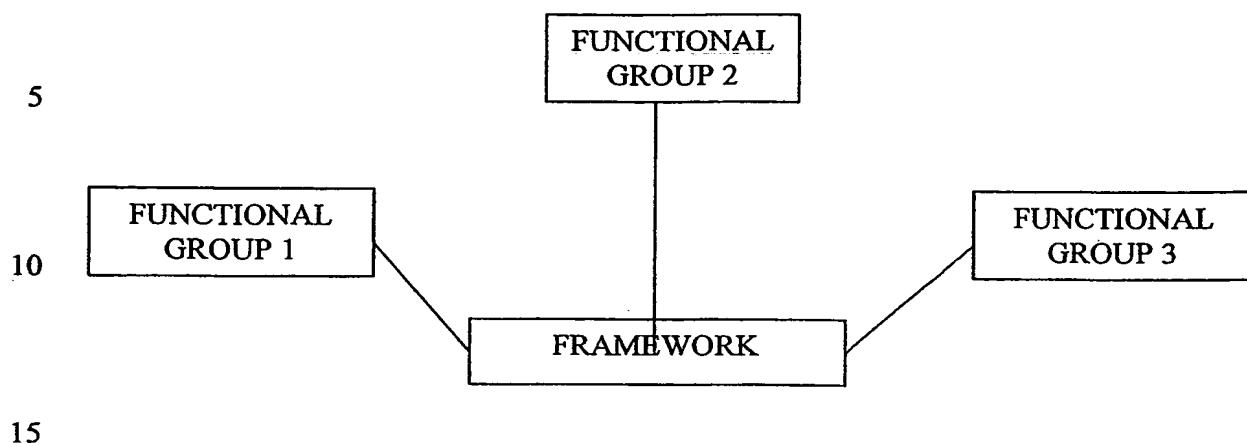 FUNCTIONAL
GROUP 2
5
FUNCTIONAL
GROUP 1
FUNCTIONAL
GROUP 3
10
FRAMEWORK
15